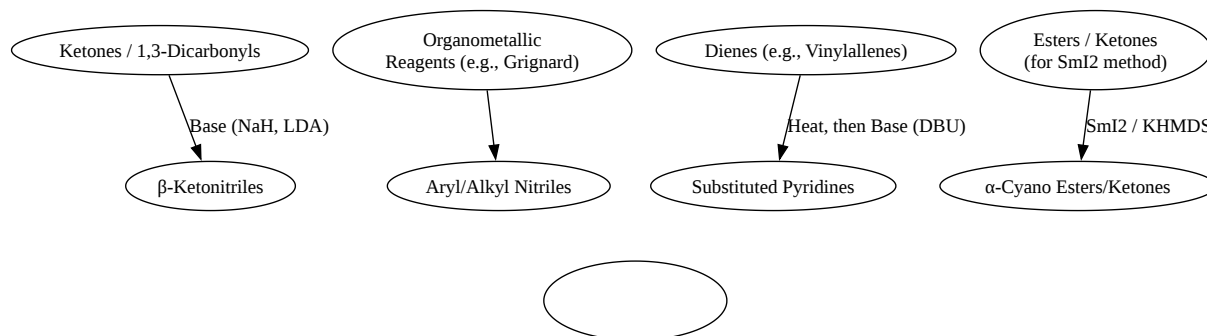 Ketones / 1,3-Dicarbonyls
Organometallic
Reagents (e.g., Grignard)
Dienes (e.g., Vinylallenes)
Esters / Ketones
(for SmI2 method)
Base (NaH, LDA)
Heat, then Base (DBU)
SmI2 / KHMDS
β-Ketonitriles
Aryl/Alkyl Nitriles
Substituted Pyridines
α-Cyano Esters/Ketones